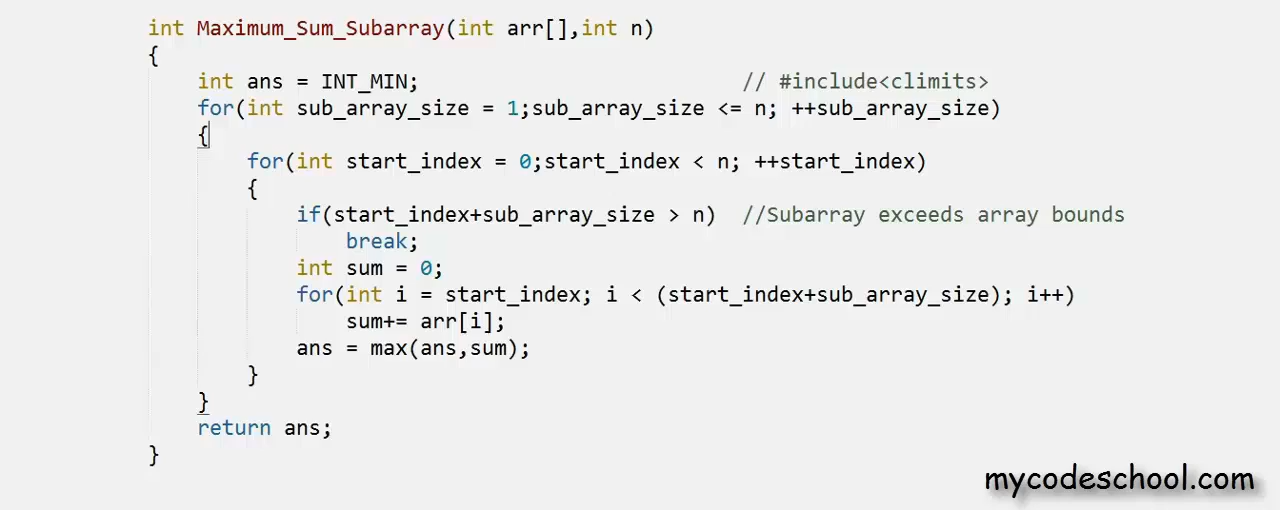 int Maximum_Sum_Subarray(int arr[],int n)
{
int ans = INT_MIN; // #include<climits>
for(int sub_array_size = 1;sub_array_size <= n; ++sub_array_size)
{
for(int start_index = 0;start_index < n; ++start_index)
{
if(start_index+sub_array_size > n) //Subarray exceeds array bounds
break;
int sum = 0;
for(int i = start_index; i < (start_index+sub_array_size); i++)
sum+= arr[i];
ans = max(ans,sum);
}
}
return ans;
}
mycodeschool.com